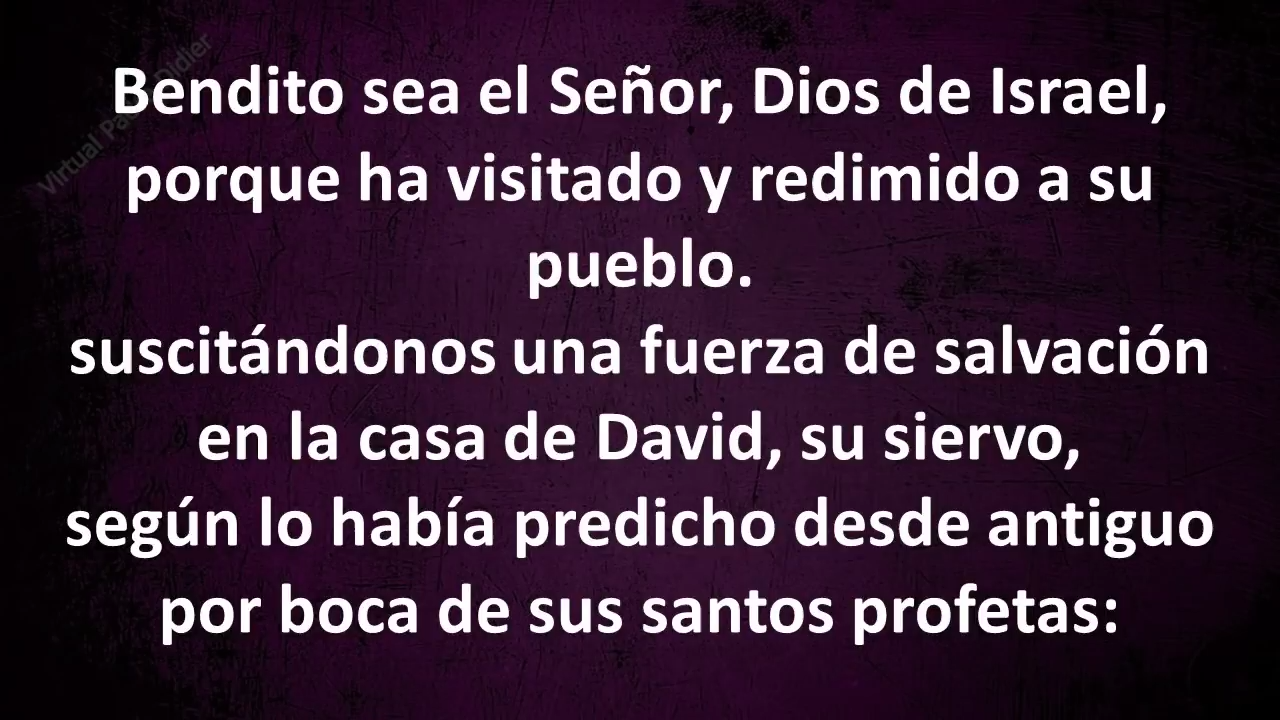 Bendito sea el Señor, Dios de Israel,
porque ha visitado y redimido a su
pueblo.
suscitándonos una fuerza de salvación
en la casa de David, su siervo,
según lo había predicho desde antiguo
por boca de sus santos profetas:
Virtual